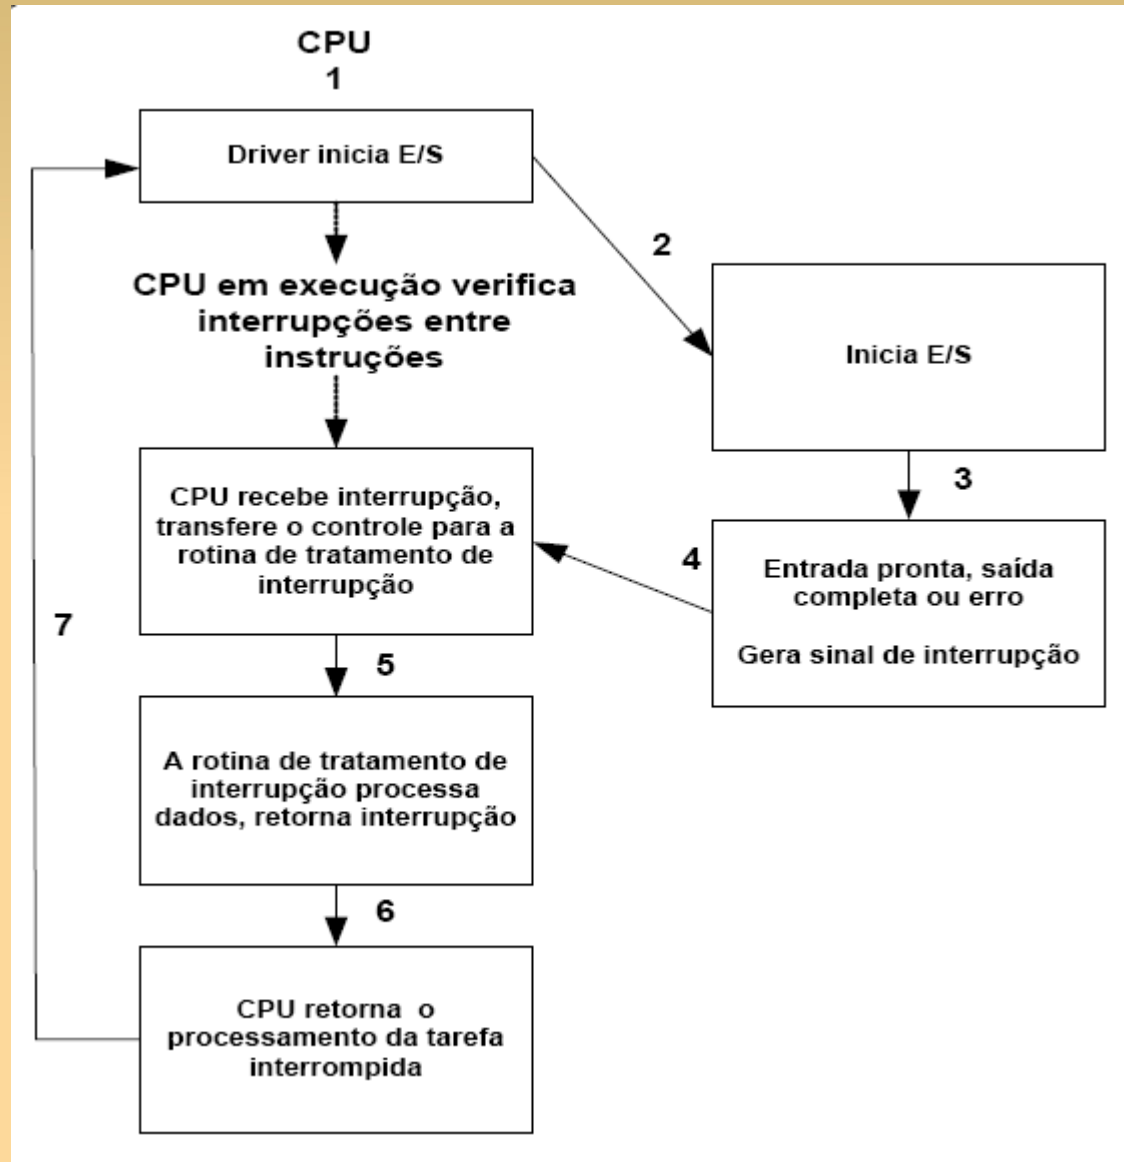 CPU
1
Driver inicia E/S
2
CPU em execução verifica
interrupções entre
instruções
Inicia E/S
3
CPU recebe interrupção,
transfere o controle para a
rotina de tratamento de
interrupção
4
Entrada pronta, saída
completa ou erro
Gera sinal de interrupção
5
A rotina de tratamento de
interrupção processa
dados, retorna interrupção
6
CPU retorna o
processamento da tarefa
interrompida
7